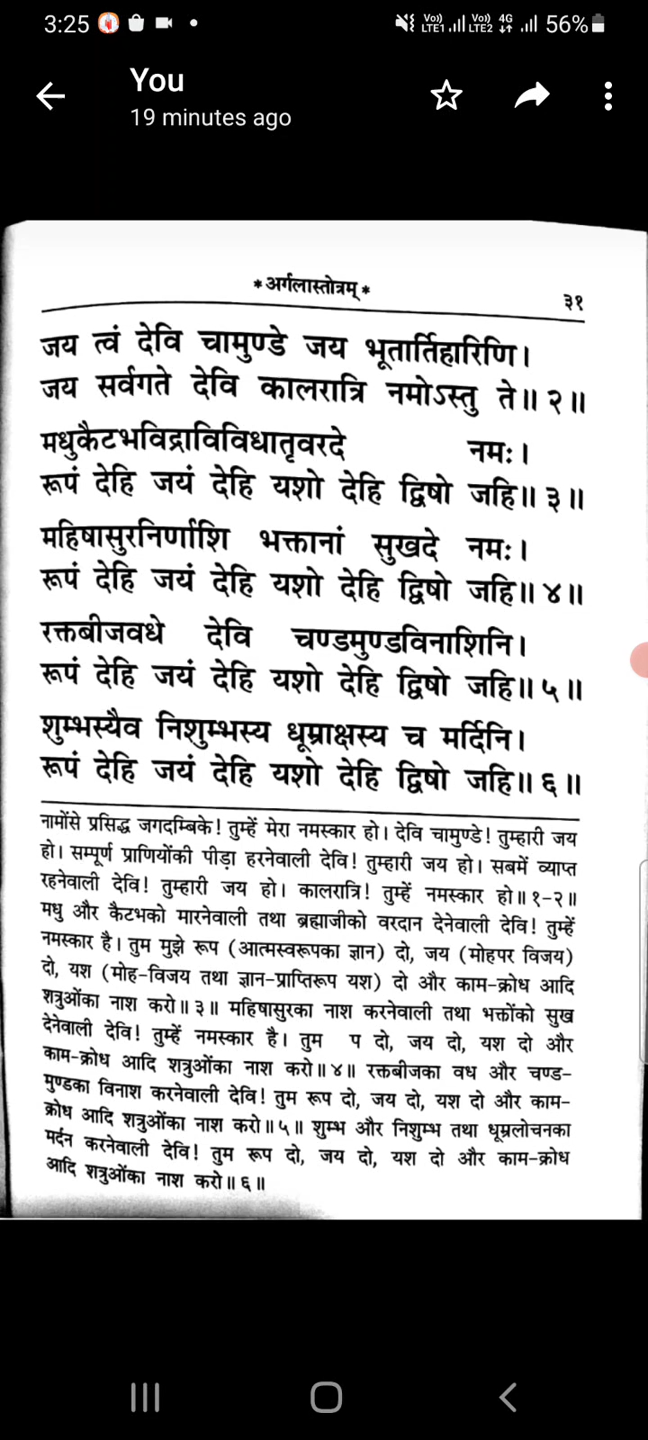 3:25
Vo)) LTE1 Vo)) LTE2 4G 56%
You
19 minutes ago
* अर्गलास्तोत्रम् *
३१
जय त्वं देवि चामुण्डे जय भूतार्तिहारिणि।
जय सर्वगते देवि कालरात्रि नमोऽस्तु ते॥ २॥
मधुकैटभविद्राविविधातृवरदे नमः।
रूपं देहि जयं देहि यशो देहि द्विषो जहि॥ ३॥
महिषासुरनिर्णाशि भक्तानां सुखदे नमः।
रूपं देहि जयं देहि यशो देहि द्विषो जहि॥ ४॥
रक्तबीजवधे देवि चण्डमुण्डविनाशिनि।
रूपं देहि जयं देहि यशो देहि द्विषो जहि॥ ५॥
शुम्भस्यैव निशुम्भस्य धूम्राक्षस्य च मर्दिनि।
रूपं देहि जयं देहि यशो देहि द्विषो जहि॥ ६॥
नामोंसे प्रसिद्ध जगदम्बिके! तुम्हें मेरा नमस्कार हो। देवि चामुण्डे! तुम्हारी जय
हो। सम्पूर्ण प्राणियोंकी पीड़ा हरनेवाली देवि! तुम्हारी जय हो। सबमें व्याप्त
रहनेवाली देवि! तुम्हारी जय हो। कालरात्रि! तुम्हें नमस्कार हो॥ १-२॥
मधु और कैटभको मारनेवाली तथा ब्रह्माजीको वरदान देनेवाली देवि! तुम्हें
नमस्कार है। तुम मुझे रूप (आत्मस्वरूपका ज्ञान) दो, जय (मोहपर विजय)
दो, यश (मोह-विजय तथा ज्ञान-प्राप्तिरूप यश) दो और काम-क्रोध आदि
शत्रुओंका नाश करो॥ ३॥ महिषासुरका नाश करनेवाली तथा भक्तोंको सुख
देनेवाली देवि! तुम्हें नमस्कार है। तुम प दो, जय दो, यश दो और
काम-क्रोध आदि शत्रुओंका नाश करो॥ ४॥ रक्तबीजका वध और चण्ड-
मुण्डका विनाश करनेवाली देवि! तुम रूप दो, जय दो, यश दो और काम-
क्रोध आदि शत्रुओंका नाश करो॥ ५॥ शुम्भ और निशुम्भ तथा धूम्रलोचनका
मर्दन करनेवाली देवि! तुम रूप दो, जय दो, यश दो और काम-क्रोध
आदि शत्रुओंका नाश करो॥ ६॥